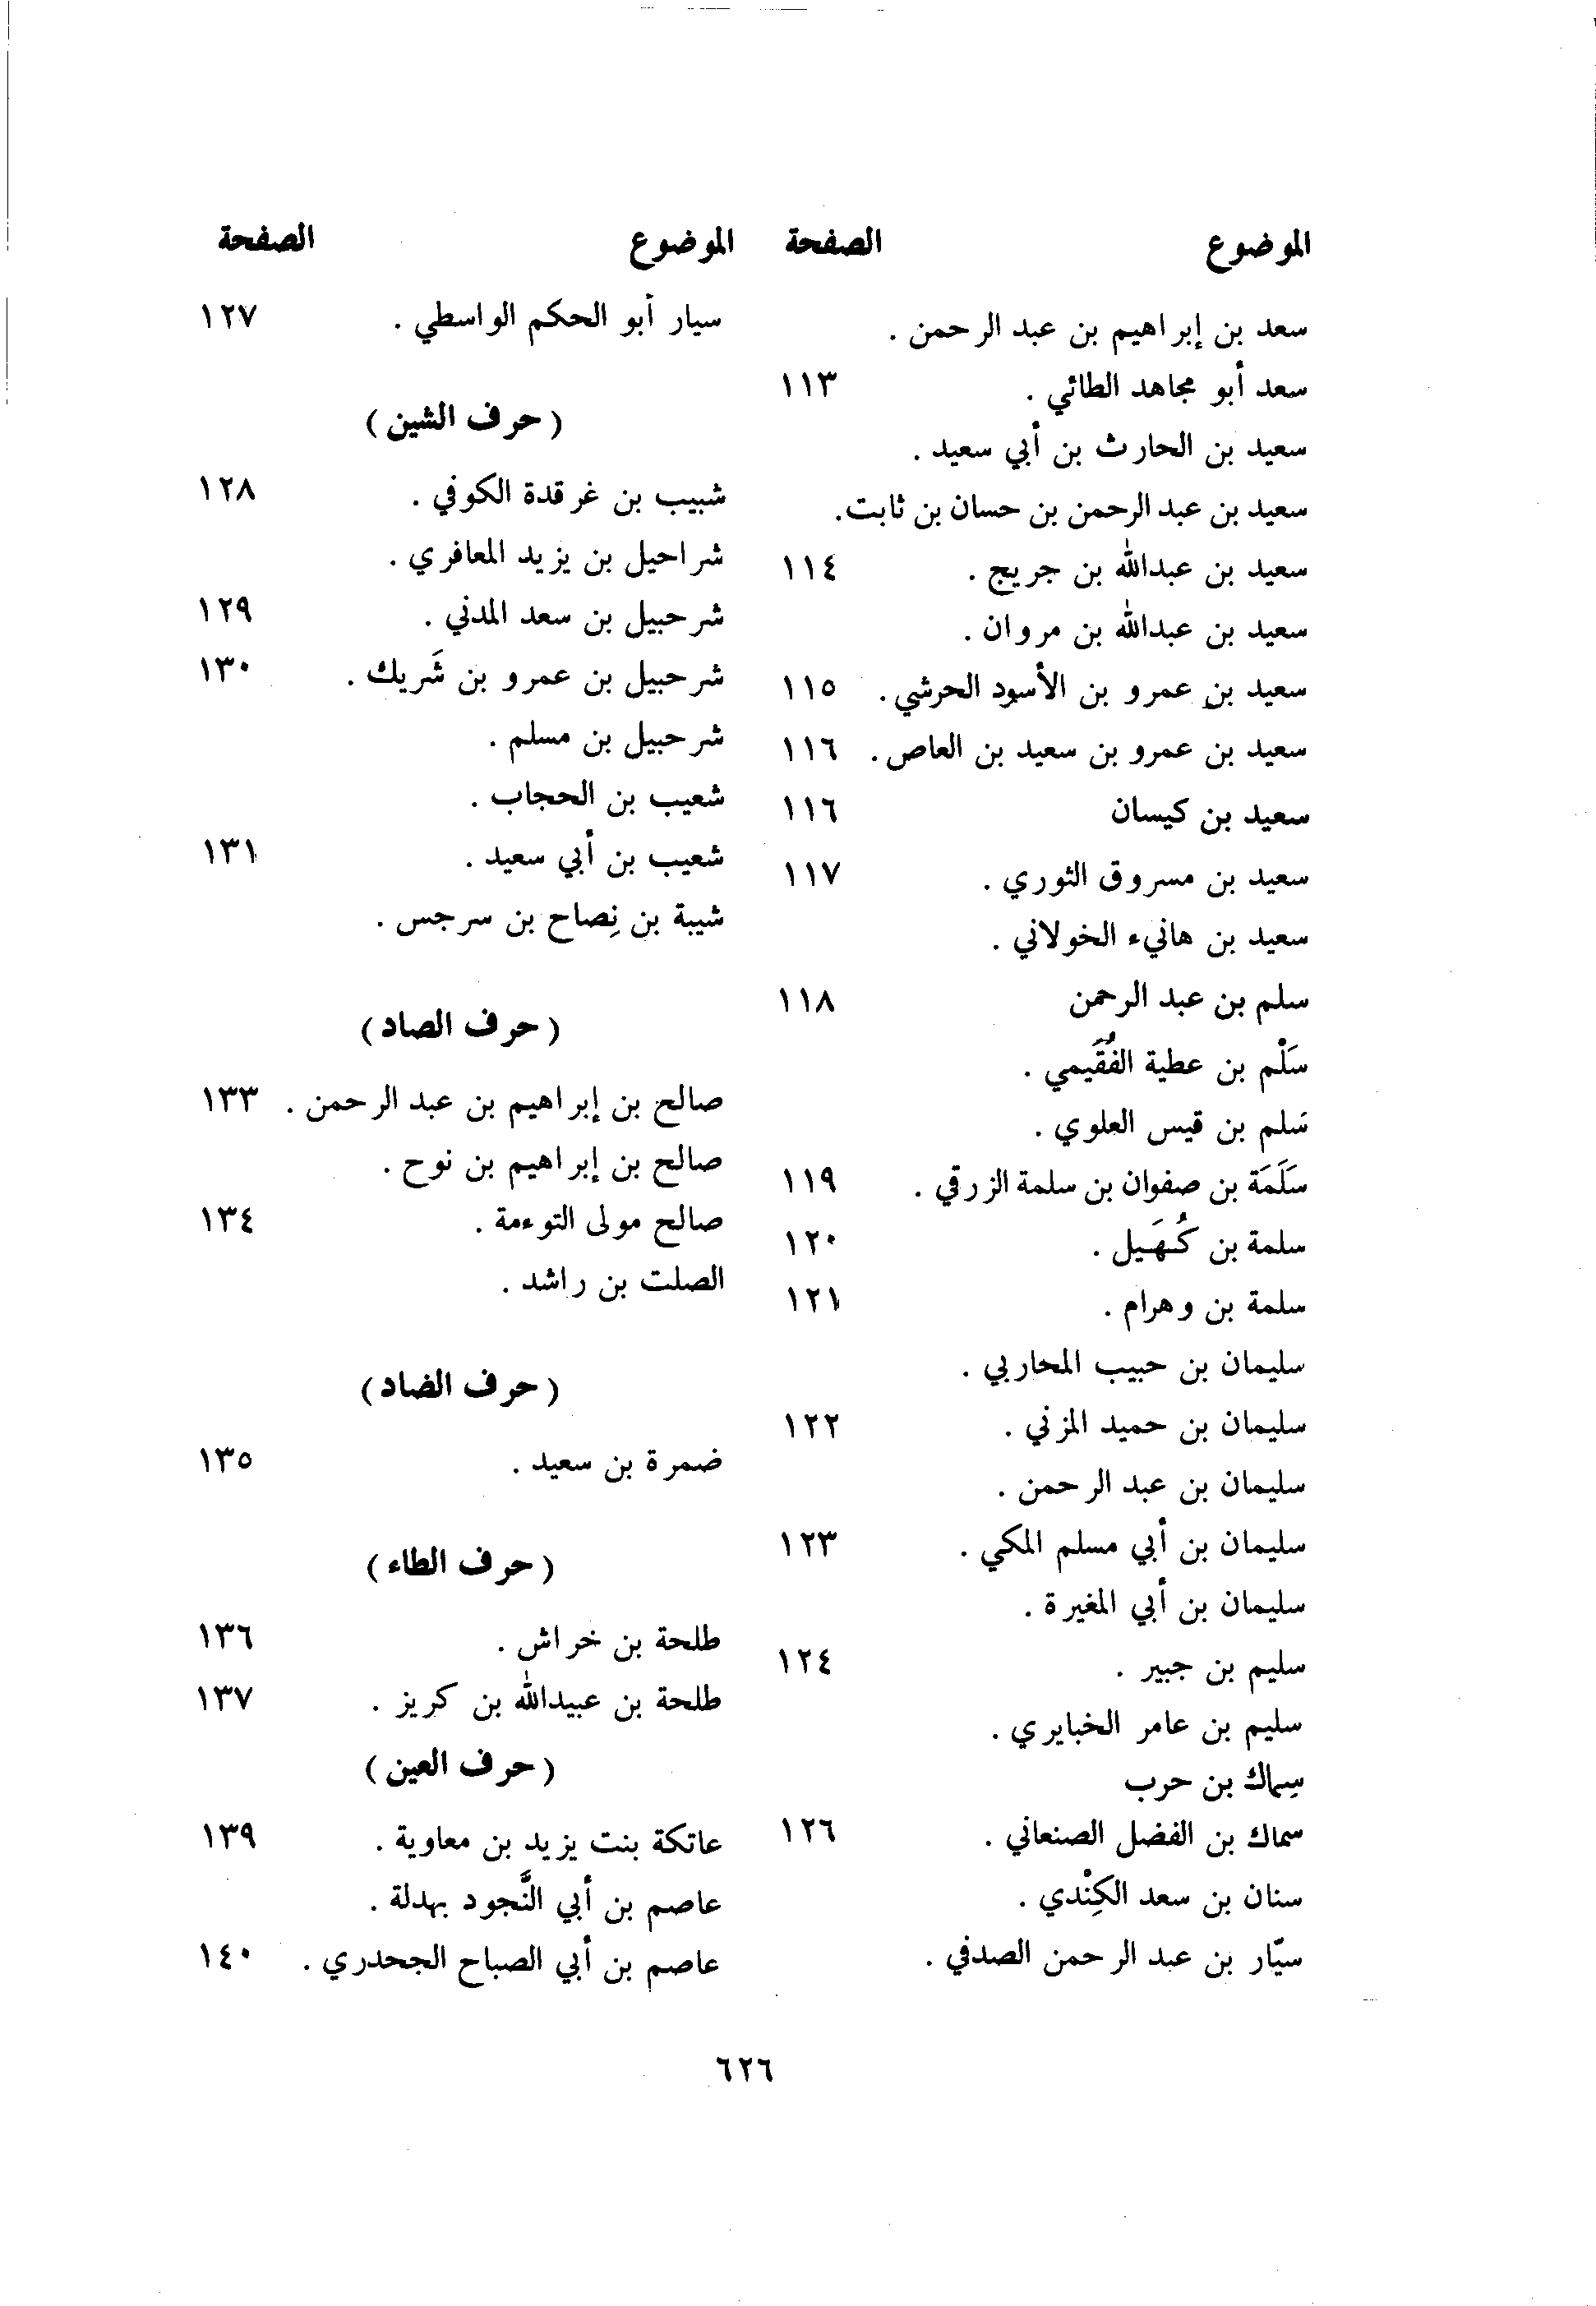 الموضوع الصفحة
سعد بن إبراهيم بن عبد الرحمن .
سعد أبو مجاهد الطائي . ١١٣
سعيد بن الحارث بن أبي سعيد .
سعيد بن عبد الرحمن بن حسان بن ثابت.
سعيد بن عبدالله بن جريج . ١١٤
سعيد بن عبدالله بن مروان .
سعيد بن عمرو بن الأسود الحرشي . ١١٥
سعيد بن عمرو بن سعيد بن العاص . ١١٦
سعيد بن كيسان ١١٦
سعيد بن مسروق الثوري . ١١٧
سعيد بن هانيء الخولاني .
سلم بن عبد الرحمن ١١٨
سَلْم بن عطية الفُقَيمي .
سَلم بن قيس العلوي .
سَلَمَة بن صفوان بن سلمة الزرقي . ١١٩
سلمة بن كُهَيل . ١٢٠
سلمة بن وهرام . ١٢١
سليمان بن حبيب المحاربي .
سليمان بن حميد المزني . ١٢٢
سليمان بن عبد الرحمن .
سليمان بن أبي مسلم المكي . ١٢٣
سليمان بن أبي المغيرة .
سليم بن جبير . ١٢٤
سليم بن عامر الخبايري .
سِماك بن حرب
سماك بن الفضل الصنعاني . ١٢٦
سنان بن سعد الكِنْدي .
سيّار بن عبد الرحمن الصدفي .
الموضوع الصفحة
سيار أبو الحكم الواسطي . ١٢٧
( حرف الشين )
شبيب بن غرقدة الكوفي . ١٢٨
شراحيل بن يزيد المعافري .
شرحبيل بن سعد المدني . ١٢٩
شرحبيل بن عمرو بن شَريك . ١٣٠
شرحبيل بن مسلم .
شعيب بن الحجاب .
شعيب بن أبي سعيد . ١٣١
شيبة بن نِصاح بن سرجس .
( حرف الصاد )
صالح بن إبراهيم بن عبد الرحمن . ١٣٣
صالح بن إبراهيم بن نوح .
صالح مولى التوءمة . ١٣٤
الصلت بن راشد .
( حرف الضاد )
ضمرة بن سعيد . ١٣٥
( حرف الطاء )
طلحة بن خراش . ١٣٦
طلحة بن عبيدالله بن كريز . ١٣٧
( حرف العين )
عاتكة بنت يزيد بن معاوية . ١٣٩
عاصم بن أبي النَّجود بهدلة .
عاصم بن أبي الصباح الجحدري . ١٤٠
٦٢٦